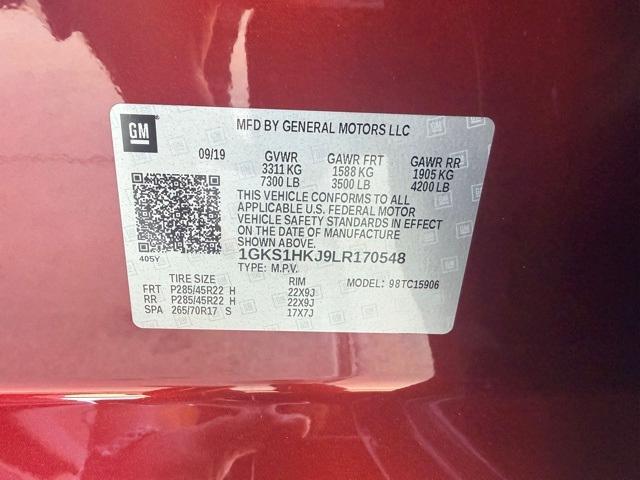 GM
MFD BY GENERAL MOTORS LLC
09/19 GVWR GAWR FRT GAWR RR
3311 KG 1588 KG 1905 KG
7300 LB 3500 LB 4200 LB
THIS VEHICLE CONFORMS TO ALL
APPLICABLE U.S. FEDERAL MOTOR
VEHICLE SAFETY STANDARDS IN EFFECT
ON THE DATE OF MANUFACTURE
SHOWN ABOVE.
405Y
1GKS1HKJ9LR170548
TYPE: M.P.V.
TIRE SIZE RIM MODEL: 98TC15906
FRT P285/45R22 H 22X9J
RR P285/45R22 H 22X9J
SPA 265/70R17 S 17X7J